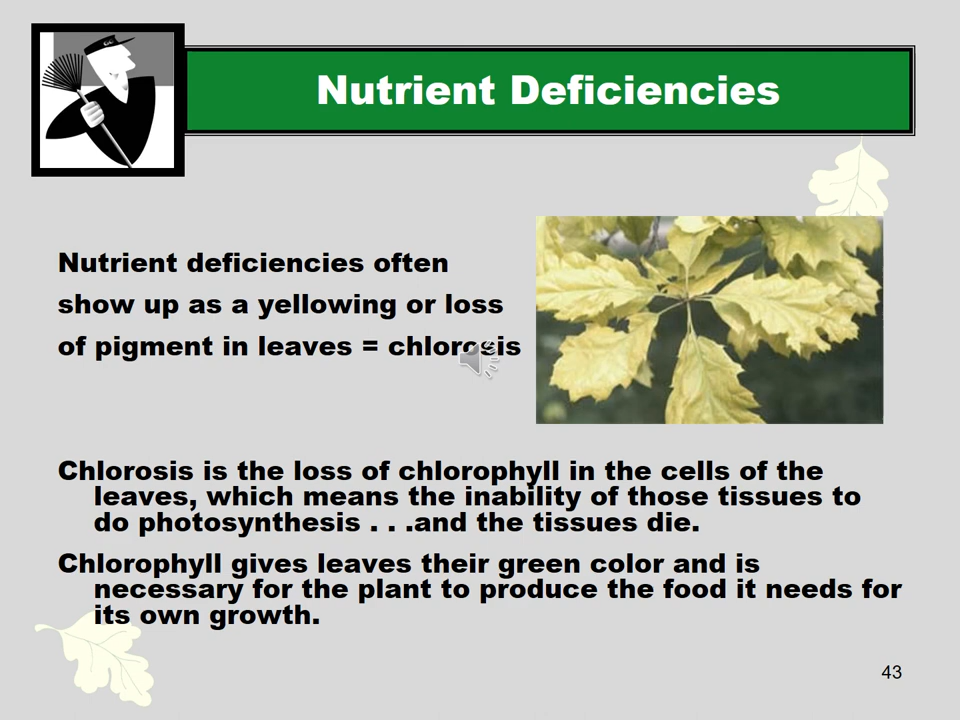 Nutrient Deficiencies
Nutrient deficiencies often
show up as a yellowing or loss
of pigment in leaves = chlorosis
Chlorosis is the loss of chlorophyll in the cells of the
leaves, which means the inability of those tissues to
do photosynthesis . . .and the tissues die.
Chlorophyll gives leaves their green color and is
necessary for the plant to produce the food it needs for
its own growth.
43